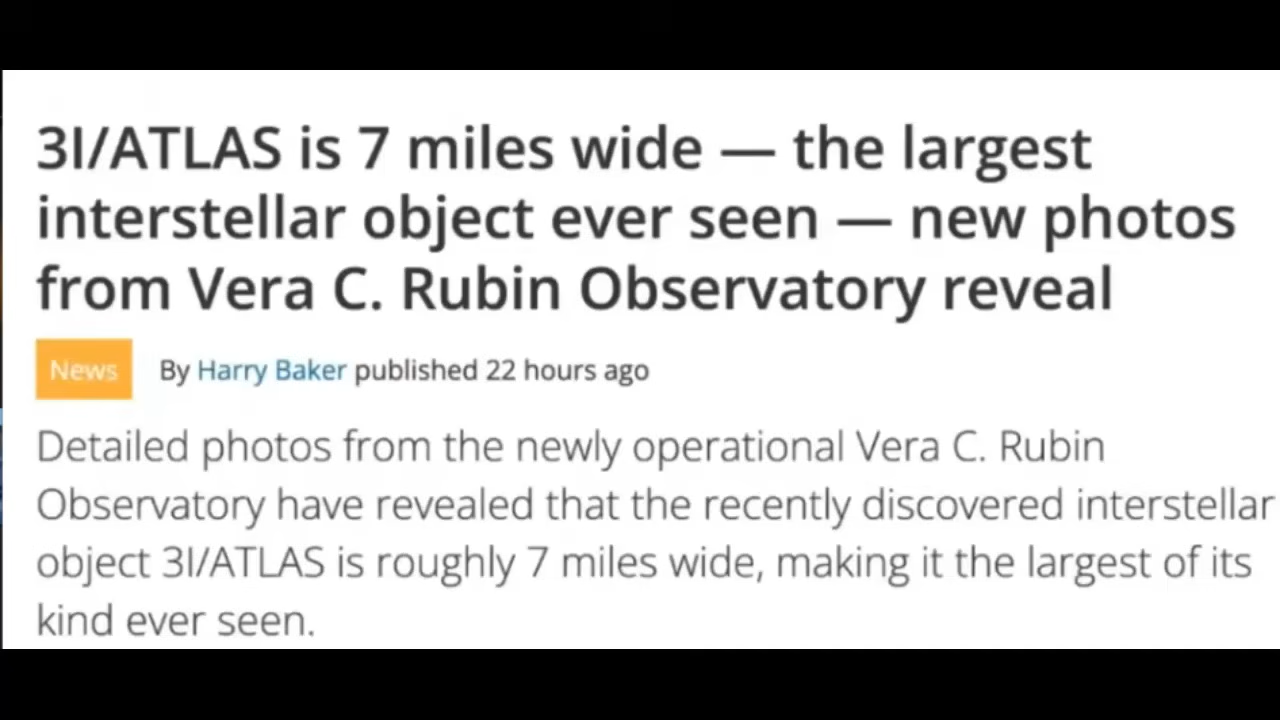 3I/ATLAS is 7 miles wide — the largest
interstellar object ever seen — new photos
from Vera C. Rubin Observatory reveal
News By Harry Baker published 22 hours ago
Detailed photos from the newly operational Vera C. Rubin
Observatory have revealed that the recently discovered interstellar
object 3I/ATLAS is roughly 7 miles wide, making it the largest of its
kind ever seen.